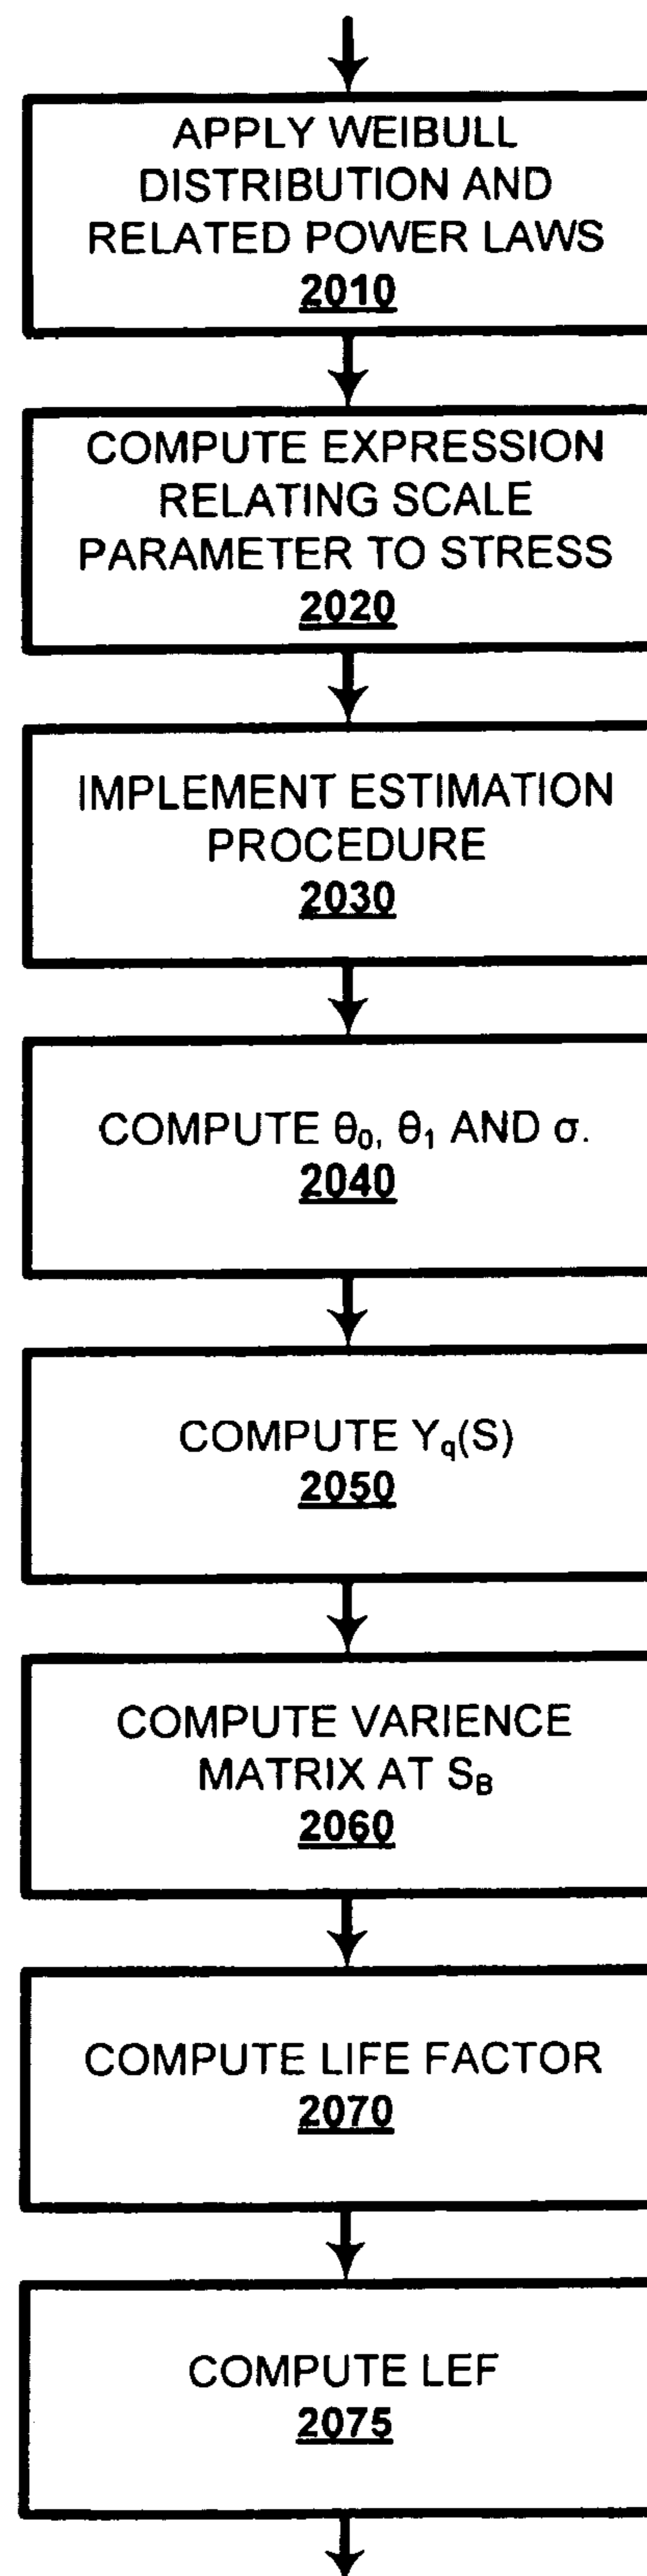 APPLY WEIBULL
DISTRIBUTION AND
RELATED POWER LAWS
2010
COMPUTE EXPRESSION
RELATING SCALE
PARAMETER TO STRESS
2020
IMPLEMENT ESTIMATION
PROCEDURE
2030
COMPUTE θ₀, θ₁ AND σ.
2040
COMPUTE Y_q(S)
2050
COMPUTE VARIENCE
MATRIX AT S_B
2060
COMPUTE LIFE FACTOR
2070
COMPUTE LEF
2075